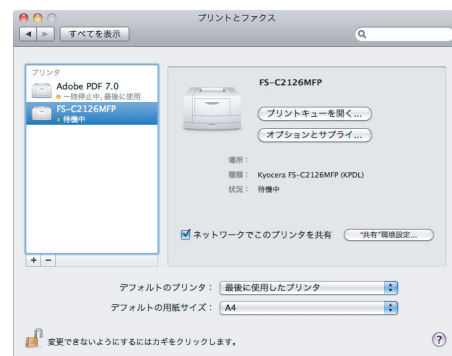 プリントとファクス
すべてを表示
プリンタ
Adobe PDF 7.0
一時停止中, 最後に使用
FS-C2126MFP
待機中
FS-C2126MFP
プリントキューを開く...
オプションとサプライ...
場所：
種類： Kyocera FS-C2126MFP (KPDL)
状況： 待機中
ネットワークでこのプリンタを共有
"共有"環境設定...
+ −
デフォルトのプリンタ： 最後に使用したプリンタ
デフォルトの用紙サイズ： A4
変更できないようにするにはカギをクリックします。
?